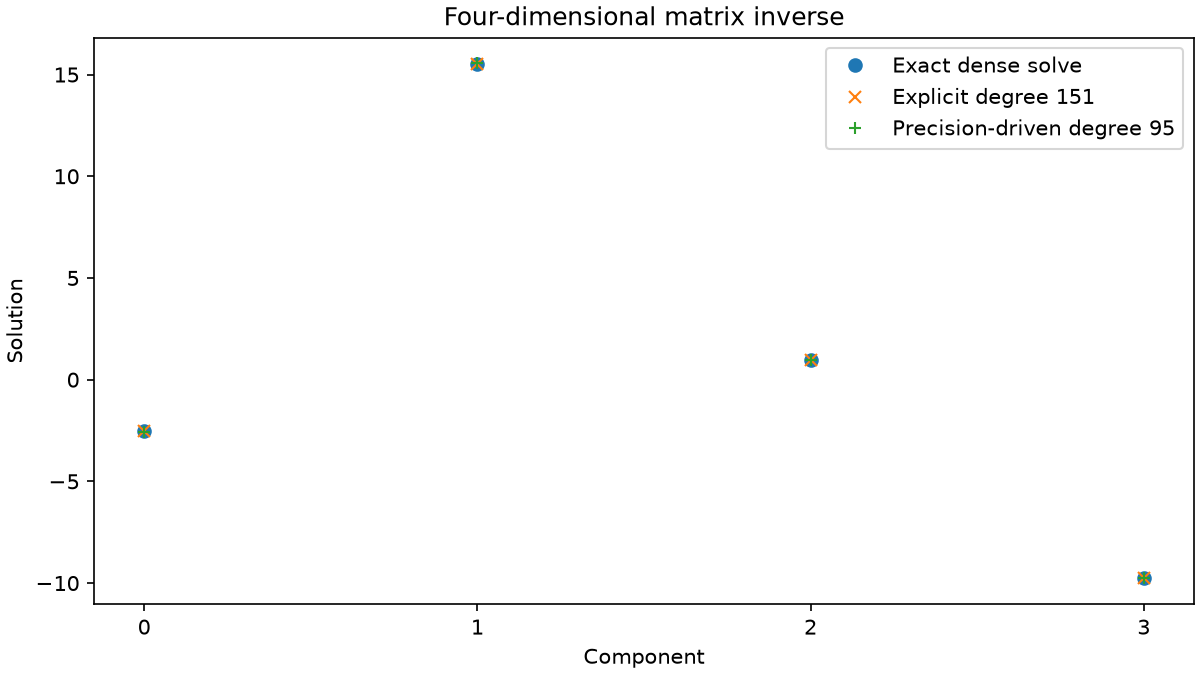 Four-dimensional matrix inverse
Exact dense solve
Explicit degree 151
Precision-driven degree 95
15
10
5
0
−5
−10
Solution
0
1
2
3
Component